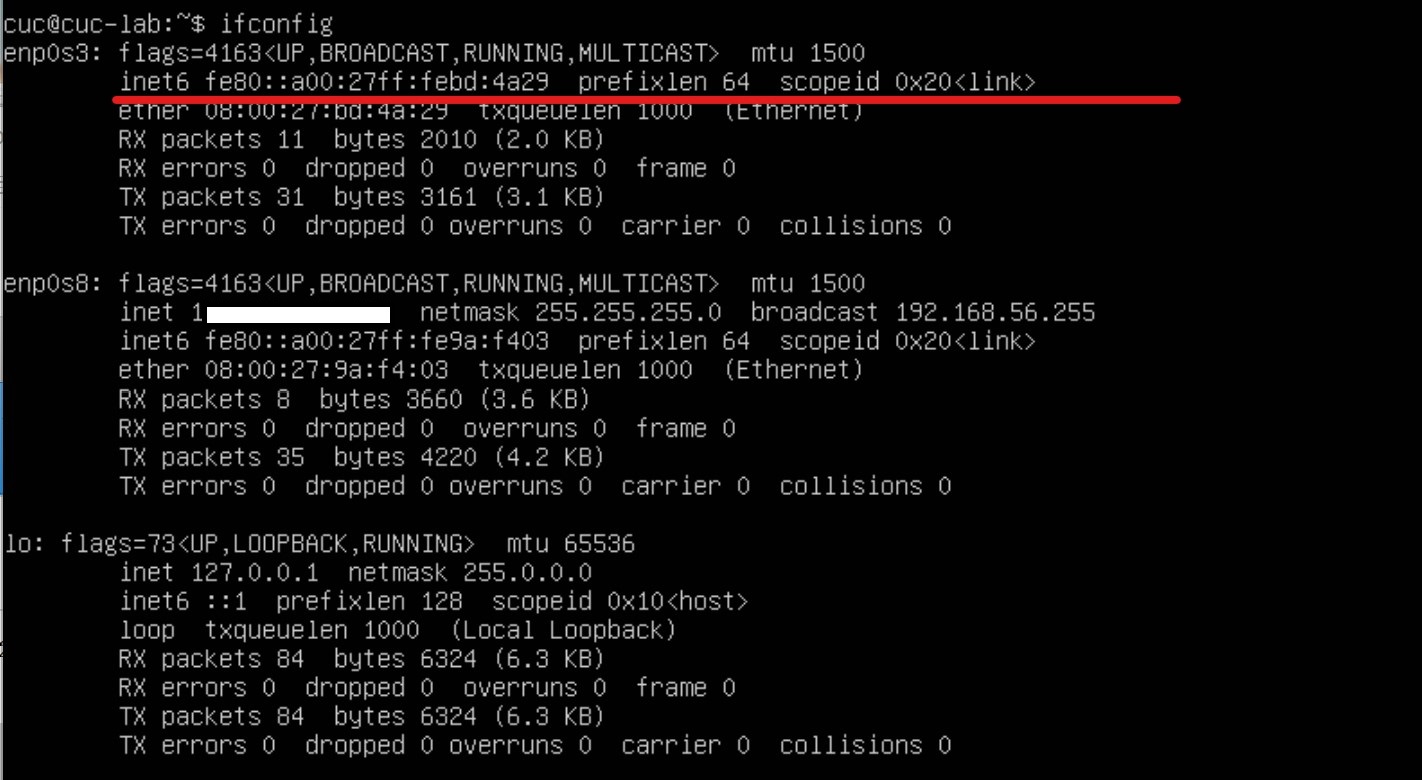 cuc@cuc-lab:~$ ifconfig
enp0s3: flags=4163<UP,BROADCAST,RUNNING,MULTICAST>  mtu 1500
        inet6 fe80::a00:27ff:febd:4a29  prefixlen 64  scopeid 0x20<link>
        ether 08:00:27:bd:4a:29  txqueuelen 1000  (Ethernet)
        RX packets 11  bytes 2010 (2.0 KB)
        RX errors 0  dropped 0  overruns 0  frame 0
        TX packets 31  bytes 3161 (3.1 KB)
        TX errors 0  dropped 0 overruns 0  carrier 0  collisions 0

enp0s8: flags=4163<UP,BROADCAST,RUNNING,MULTICAST>  mtu 1500
        inet 1  netmask 255.255.255.0  broadcast 192.168.56.255
        inet6 fe80::a00:27ff:fe9a:f403  prefixlen 64  scopeid 0x20<link>
        ether 08:00:27:9a:f4:03  txqueuelen 1000  (Ethernet)
        RX packets 8  bytes 3660 (3.6 KB)
        RX errors 0  dropped 0  overruns 0  frame 0
        TX packets 35  bytes 4220 (4.2 KB)
        TX errors 0  dropped 0 overruns 0  carrier 0  collisions 0

lo: flags=73<UP,LOOPBACK,RUNNING>  mtu 65536
        inet 127.0.0.1  netmask 255.0.0.0
        inet6 ::1  prefixlen 128  scopeid 0x10<host>
        loop  txqueuelen 1000  (Local Loopback)
        RX packets 84  bytes 6324 (6.3 KB)
        RX errors 0  dropped 0  overruns 0  frame 0
        TX packets 84  bytes 6324 (6.3 KB)
        TX errors 0  dropped 0 overruns 0  carrier 0  collisions 0